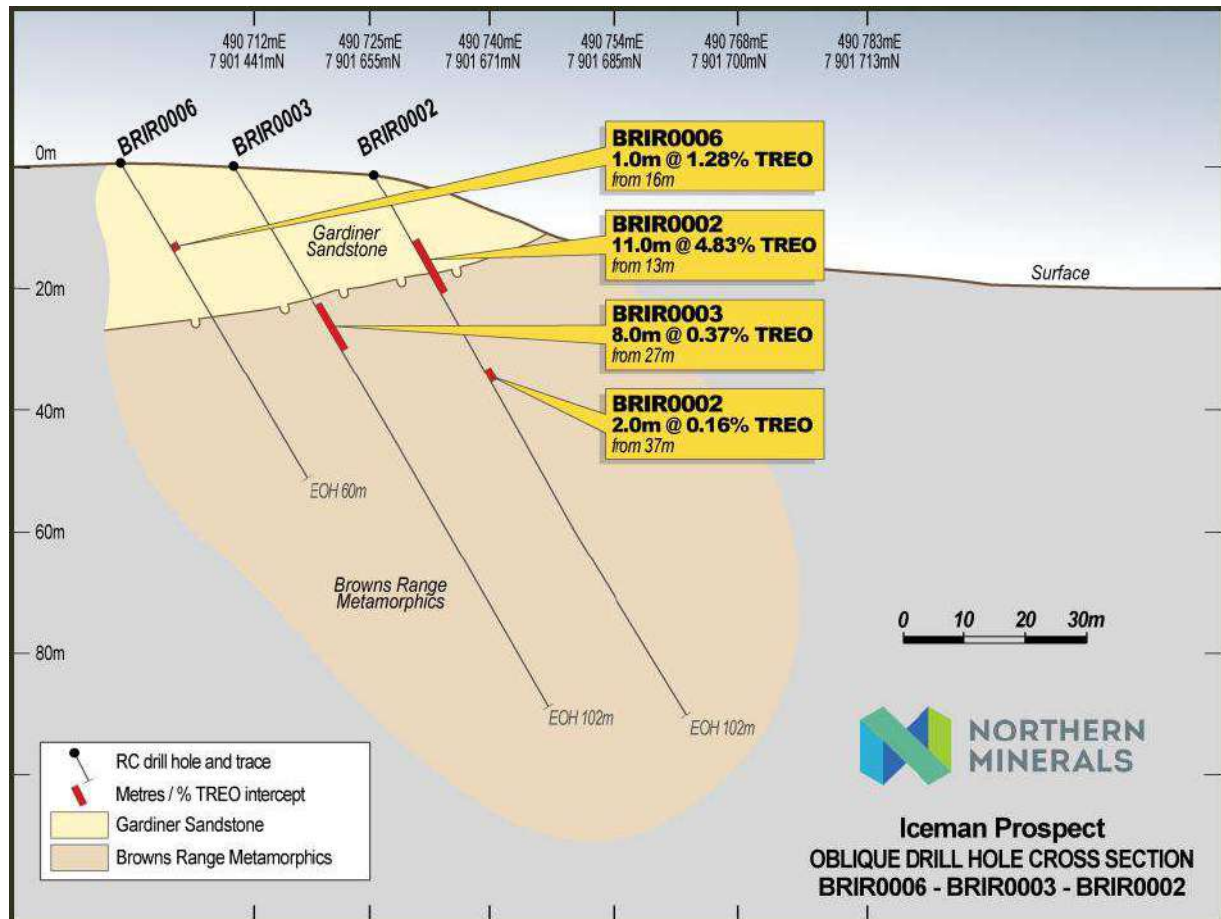 490 712mE
7 901 441mN
490 725mE
7 901 655mN
490 740mE
7 901 671mN
490 754mE
7 901 685mN
490 768mE
7 901 700mN
490 783mE
7 901 713mN
BRIR0006
BRIR0003
BRIR0002
0m
20m
40m
60m
80m
BRIR0006
1.0m @ 1.28% TREO
from 16m
BRIR0002
11.0m @ 4.83% TREO
from 13m
BRIR0003
8.0m @ 0.37% TREO
from 27m
BRIR0002
2.0m @ 0.16% TREO
from 37m
Gardiner
Sandstone
Surface
EOH 60m
Browns Range
Metamorphics
EOH 102m
EOH 102m
0 10 20 30m
RC drill hole and trace
Metres / % TREO intercept
Gardiner Sandstone
Browns Range Metamorphics
NORTHERN
MINERALS
Iceman Prospect
OBLIQUE DRILL HOLE CROSS SECTION
BRIR0006 - BRIR0003 - BRIR0002